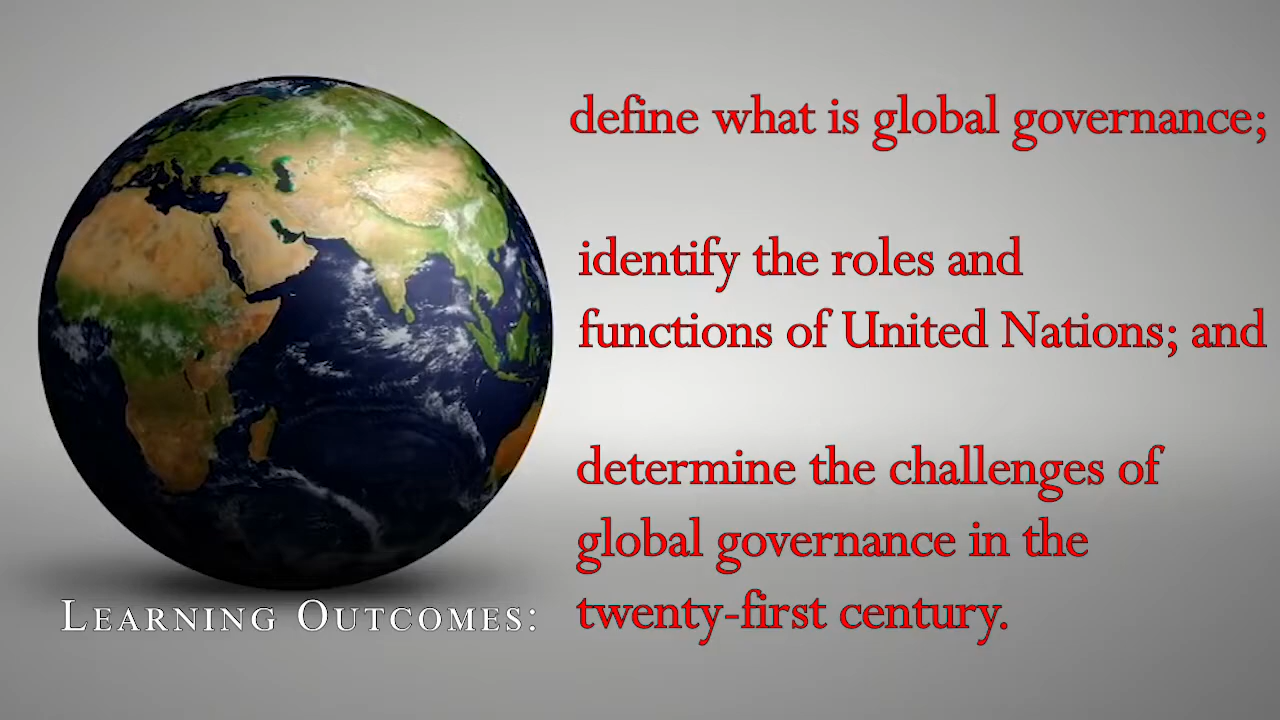 define what is global governance;
identify the roles and
functions of United Nations; and
determine the challenges of
global governance in the
twenty-first century.
Learning Outcomes: